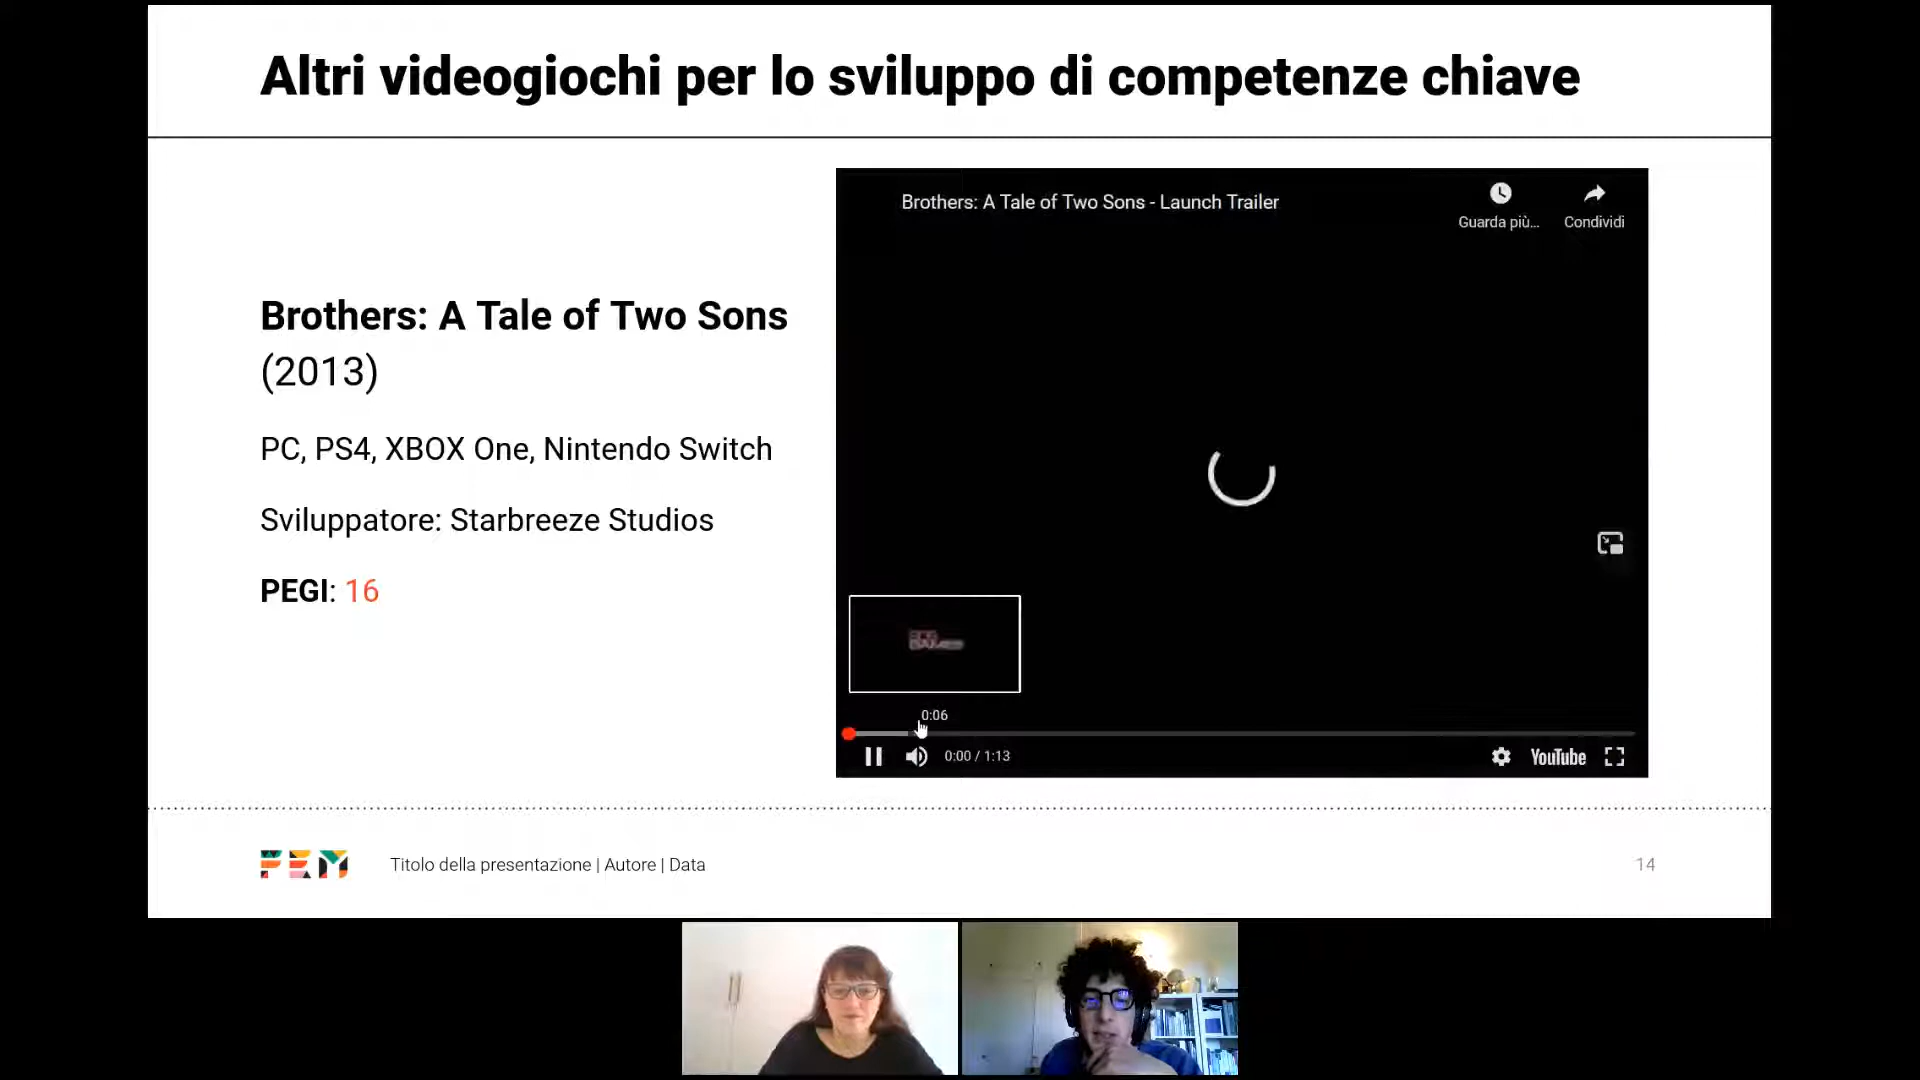 Altri videogiochi per lo sviluppo di competenze chiave
Brothers: A Tale of Two Sons
(2013)
PC, PS4, XBOX One, Nintendo Switch
Sviluppatore: Starbreeze Studios
PEGI: 16
Brothers: A Tale of Two Sons - Launch Trailer
Guarda più...
Condividi
0:06
0:00 / 1:13
YouTube
FEM
Titolo della presentazione | Autore | Data
14